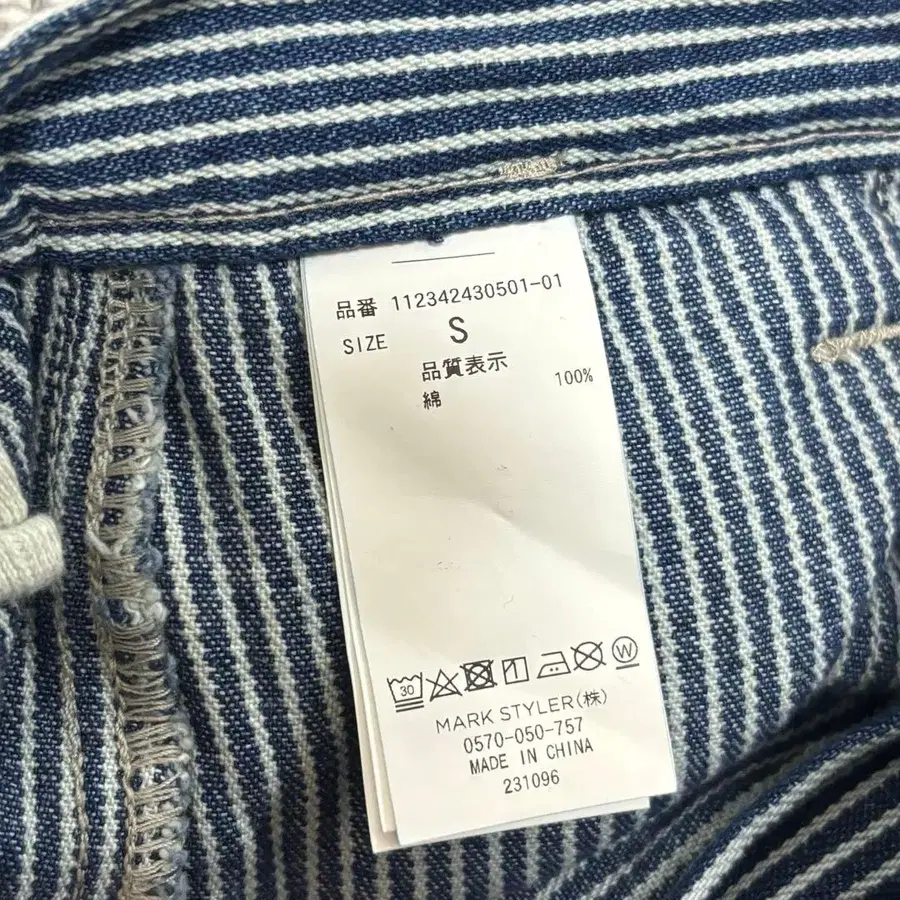 品番 112342430501-01
SIZE S
品質表示
綿 100%
30 W
MARK STYLER(株)
0570-050-757
MADE IN CHINA
231096